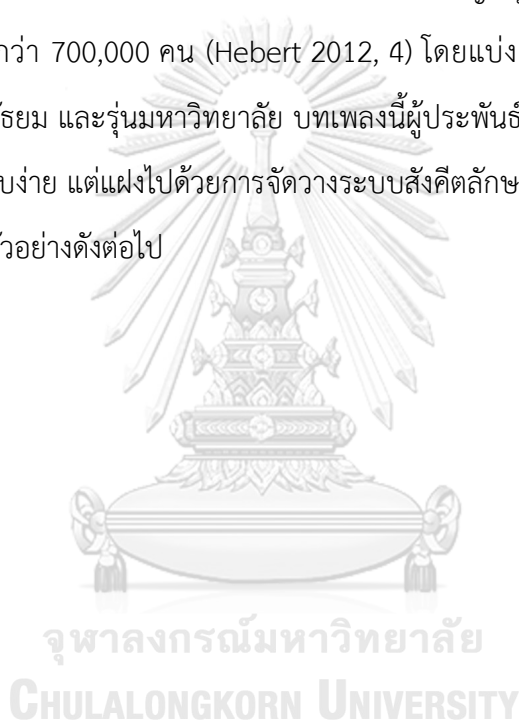 กว่า 700,000 คน (Hebert 2012, 4) โดยแบ่ง
ัธยม และรุ่นมหาวิทยาลัย บทเพลงนี้ผู้ประพันธ์
บง่าย แต่แฝงไปด้วยการจัดวางระบบสังคีตลักษ
ัวอย่างดังต่อไป
จุฬาลงกรณ์มหาวิทยาลัย
CHULALONGKORN UNIVERSITY